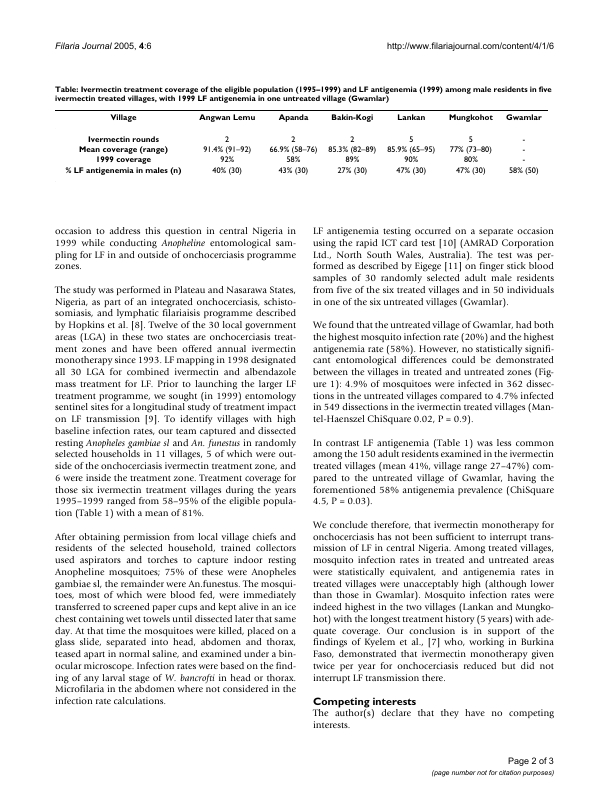 Filaria Journal 2005, 4:6
http://www.filariajournal.com/content/4/1/6
Table: Ivermectin treatment coverage of the eligible population (1995–1999) and LF antigenemia (1999) among male residents in five
ivermectin treated villages, with 1999 LF antigenemia in one untreated village (Gwamlar)
Village Angwan Lemu Apanda Bakin-Kogi Lankan Mungkohot Gwamlar
Ivermectin rounds 2 2 2 5 5 -
Mean coverage (range) 91.4% (91–92) 66.9% (58–76) 85.3% (82–89) 85.9% (65–95) 77% (73–80) -
1999 coverage 92% 58% 89% 90% 80% -
% LF antigenemia in males (n) 40% (30) 43% (30) 27% (30) 47% (30) 47% (30) 58% (50)
occasion to address this question in central Nigeria in
1999 while conducting Anopheline entomological sam-
pling for LF in and outside of onchocerciasis programme
zones.
The study was performed in Plateau and Nasarawa States,
Nigeria, as part of an integrated onchocerciasis, schisto-
somiasis, and lymphatic filariaisis programme described
by Hopkins et al. [8]. Twelve of the 30 local government
areas (LGA) in these two states are onchocerciasis treat-
ment zones and have been offered annual ivermectin
monotherapy since 1993. LF mapping in 1998 designated
all 30 LGA for combined ivermectin and albendazole
mass treatment for LF. Prior to launching the larger LF
treatment programme, we sought (in 1999) entomology
sentinel sites for a longitudinal study of treatment impact
on LF transmission [9]. To identify villages with high
baseline infection rates, our team captured and dissected
resting Anopheles gambiae sl and An. funestus in randomly
selected households in 11 villages, 5 of which were out-
side of the onchocerciasis ivermectin treatment zone, and
6 were inside the treatment zone. Treatment coverage for
those six ivermectin treatment villages during the years
1995–1999 ranged from 58–95% of the eligible popula-
tion (Table 1) with a mean of 81%.
After obtaining permission from local village chiefs and
residents of the selected household, trained collectors
used aspirators and torches to capture indoor resting
Anopheline mosquitoes; 75% of these were Anopheles
gambiae sl, the remainder were An.funestus. The mosqui-
toes, most of which were blood fed, were immediately
transferred to screened paper cups and kept alive in an ice
chest containing wet towels until dissected later that same
day. At that time the mosquitoes were killed, placed on a
glass slide, separated into head, abdomen and thorax,
teased apart in normal saline, and examined under a bin-
ocular microscope. Infection rates were based on the find-
ing of any larval stage of W. bancrofti in head or thorax.
Microfilaria in the abdomen where not considered in the
infection rate calculations.
LF antigenemia testing occurred on a separate occasion
using the rapid ICT card test [10] (AMRAD Corporation
Ltd., North South Wales, Australia). The test was per-
formed as described by Eigege [11] on finger stick blood
samples of 30 randomly selected adult male residents
from five of the six treated villages and in 50 individuals
in one of the six untreated villages (Gwamlar).
We found that the untreated village of Gwamlar, had both
the highest mosquito infection rate (20%) and the highest
antigenemia rate (58%). However, no statistically signifi-
cant entomological differences could be demonstrated
between the villages in treated and untreated zones (Fig-
ure 1): 4.9% of mosquitoes were infected in 362 dissec-
tions in the untreated villages compared to 4.7% infected
in 549 dissections in the ivermectin treated villages (Man-
tel-Haenszel ChiSquare 0.02, P = 0.9).
In contrast LF antigenemia (Table 1) was less common
among the 150 adult residents examined in the ivermectin
treated villages (mean 41%, village range 27–47%) com-
pared to the untreated village of Gwamlar, having the
forementioned 58% antigenemia prevalence (ChiSquare
4.5, P = 0.03).
We conclude therefore, that ivermectin monotherapy for
onchocerciasis has not been sufficient to interrupt trans-
mission of LF in central Nigeria. Among treated villages,
mosquito infection rates in treated and untreated areas
were statistically equivalent, and antigenemia rates in
treated villages were unacceptably high (although lower
than those in Gwamlar). Mosquito infection rates were
indeed highest in the two villages (Lankan and Mungko-
hot) with the longest treatment history (5 years) with ade-
quate coverage. Our conclusion is in support of the
findings of Kyelem et al., [7] who, working in Burkina
Faso, demonstrated that ivermectin monotherapy given
twice per year for onchocerciasis reduced but did not
interrupt LF transmission there.
Competing interests
The author(s) declare that they have no competing
interests.
Page 2 of 3
(page number not for citation purposes)